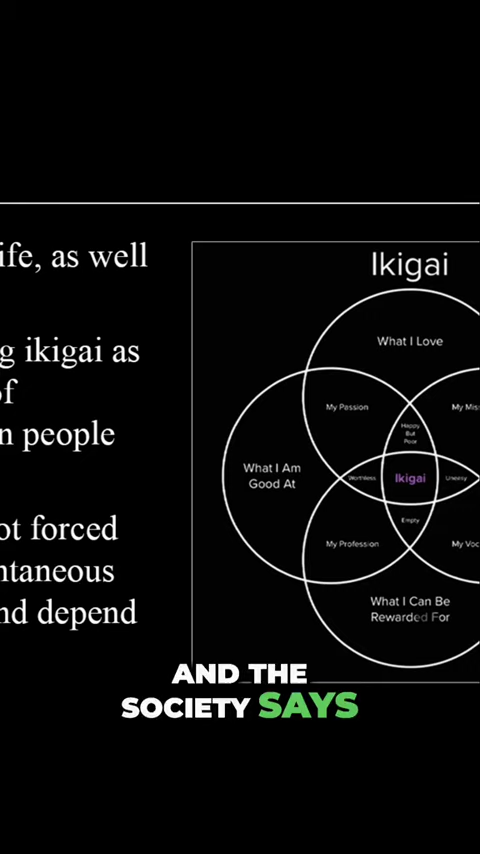 ife, as well
g ikigai as
of
n people
ot forced
ntaneous
nd depend
Ikigai
What I Love
My Passion
My Miss
Happy
But
Poor
What I Am
Good At
Worthless
Ikigai
Uneasy
Empty
My Profession
My Voc
What I Can Be
Rewarded For
AND THE
SOCIETY SAYS